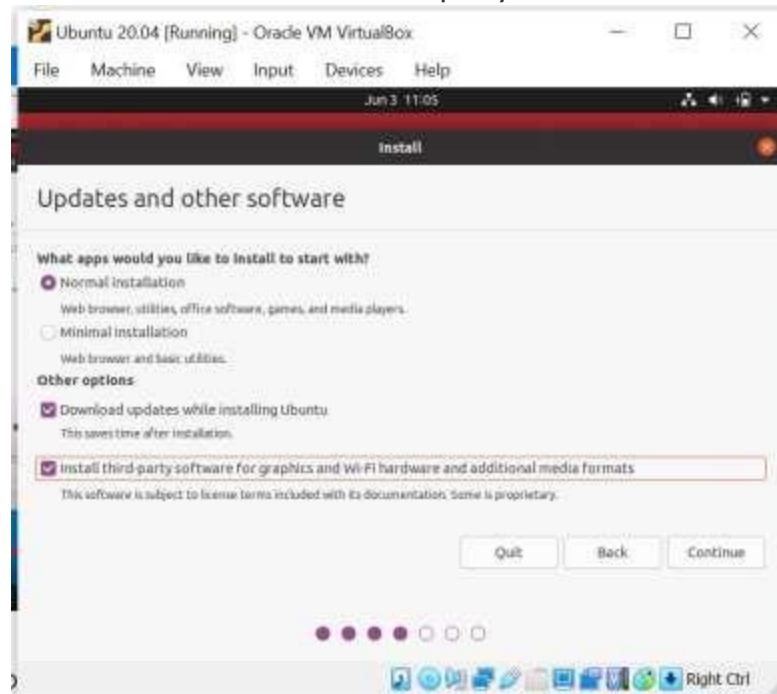 Ubuntu 20.04 [Running] - Oracle VM VirtualBox
File Machine View Input Devices Help
Jun 3 11:05
Install
Updates and other software
What apps would you like to install to start with?
Normal installation
Web browser, utilities, office software, games, and media players.
Minimal installation
Web browser and basic utilities.
Other options
Download updates while installing Ubuntu
This saves time after installation.
Install third-party software for graphics and Wi-Fi hardware and additional media formats
This software is subject to license terms included with its documentation. Some is proprietary.
Quit Back Continue
Right Ctrl